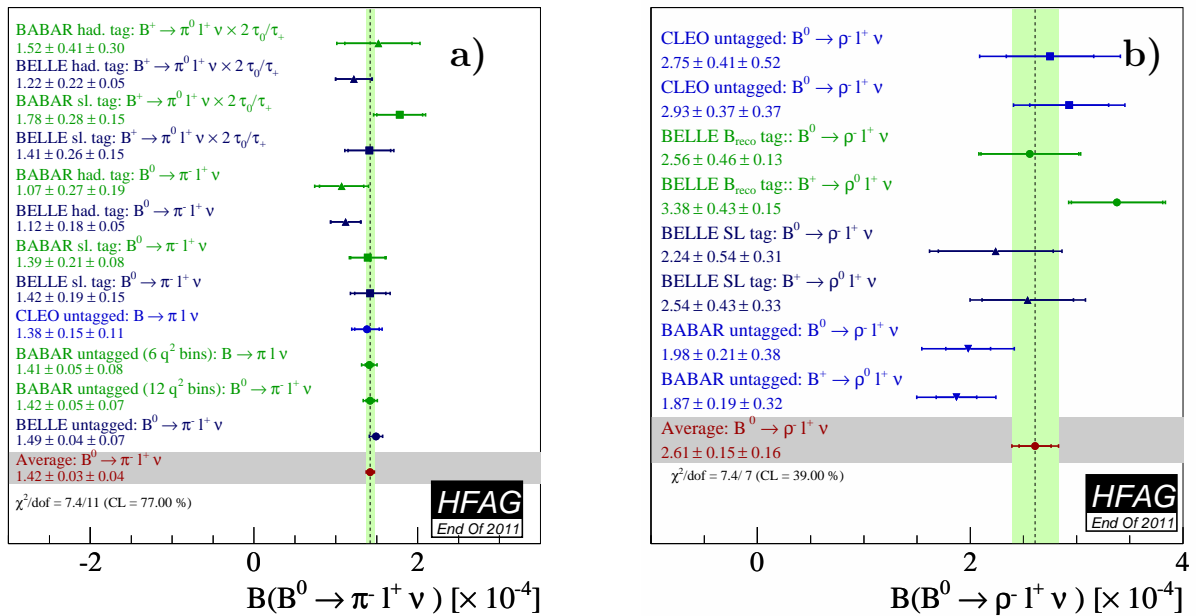 BABAR had. tag: B⁺ → π⁰ l⁺ ν × 2 τ₀/τ₊
1.52 ± 0.41 ± 0.30
BELLE had. tag: B⁺ → π⁰ l⁺ ν × 2 τ₀/τ₊
1.22 ± 0.22 ± 0.05
BABAR sl. tag: B⁺ → π⁰ l⁺ ν × 2 τ₀/τ₊
1.78 ± 0.28 ± 0.15
BELLE sl. tag: B⁺ → π⁰ l⁺ ν × 2 τ₀/τ₊
1.41 ± 0.26 ± 0.15
BABAR had. tag: B⁰ → π⁻ l⁺ ν
1.07 ± 0.27 ± 0.19
BELLE had. tag: B⁰ → π⁻ l⁺ ν
1.12 ± 0.18 ± 0.05
BABAR sl. tag: B⁰ → π⁻ l⁺ ν
1.39 ± 0.21 ± 0.08
BELLE sl. tag: B⁰ → π⁻ l⁺ ν
1.42 ± 0.19 ± 0.15
CLEO untagged: B → π l ν
1.38 ± 0.15 ± 0.11
BABAR untagged (6 q² bins): B → π l ν
1.41 ± 0.05 ± 0.08
BABAR untagged (12 q² bins): B⁰ → π⁻ l⁺ ν
1.42 ± 0.05 ± 0.07
BELLE untagged: B⁰ → π⁻ l⁺ ν
1.49 ± 0.04 ± 0.07
Average: B⁰ → π⁻ l⁺ ν
1.42 ± 0.03 ± 0.04
χ²/dof = 7.4/11 (CL = 77.00 %)
a)
HFAG
End Of 2011
-2 0 2
B(B⁰ → π⁻ l⁺ ν ) [× 10⁻⁴]
CLEO untagged: B⁰ → ρ⁻ l⁺ ν
2.75 ± 0.41 ± 0.52
CLEO untagged: B⁰ → ρ⁻ l⁺ ν
2.93 ± 0.37 ± 0.37
BELLE B_reco tag:: B⁰ → ρ⁻ l⁺ ν
2.56 ± 0.46 ± 0.13
BELLE B_reco tag:: B⁺ → ρ⁰ l⁺ ν
3.38 ± 0.43 ± 0.15
BELLE SL tag: B⁰ → ρ⁻ l⁺ ν
2.24 ± 0.54 ± 0.31
BELLE SL tag: B⁺ → ρ⁰ l⁺ ν
2.54 ± 0.43 ± 0.33
BABAR untagged: B⁰ → ρ⁻ l⁺ ν
1.98 ± 0.21 ± 0.38
BABAR untagged: B⁺ → ρ⁰ l⁺ ν
1.87 ± 0.19 ± 0.32
Average: B⁰ → ρ⁻ l⁺ ν
2.61 ± 0.15 ± 0.16
χ²/dof = 7.4/ 7 (CL = 39.00 %)
b)
HFAG
End Of 2011
0 2 4
B(B⁰ → ρ⁻ l⁺ ν ) [× 10⁻⁴]